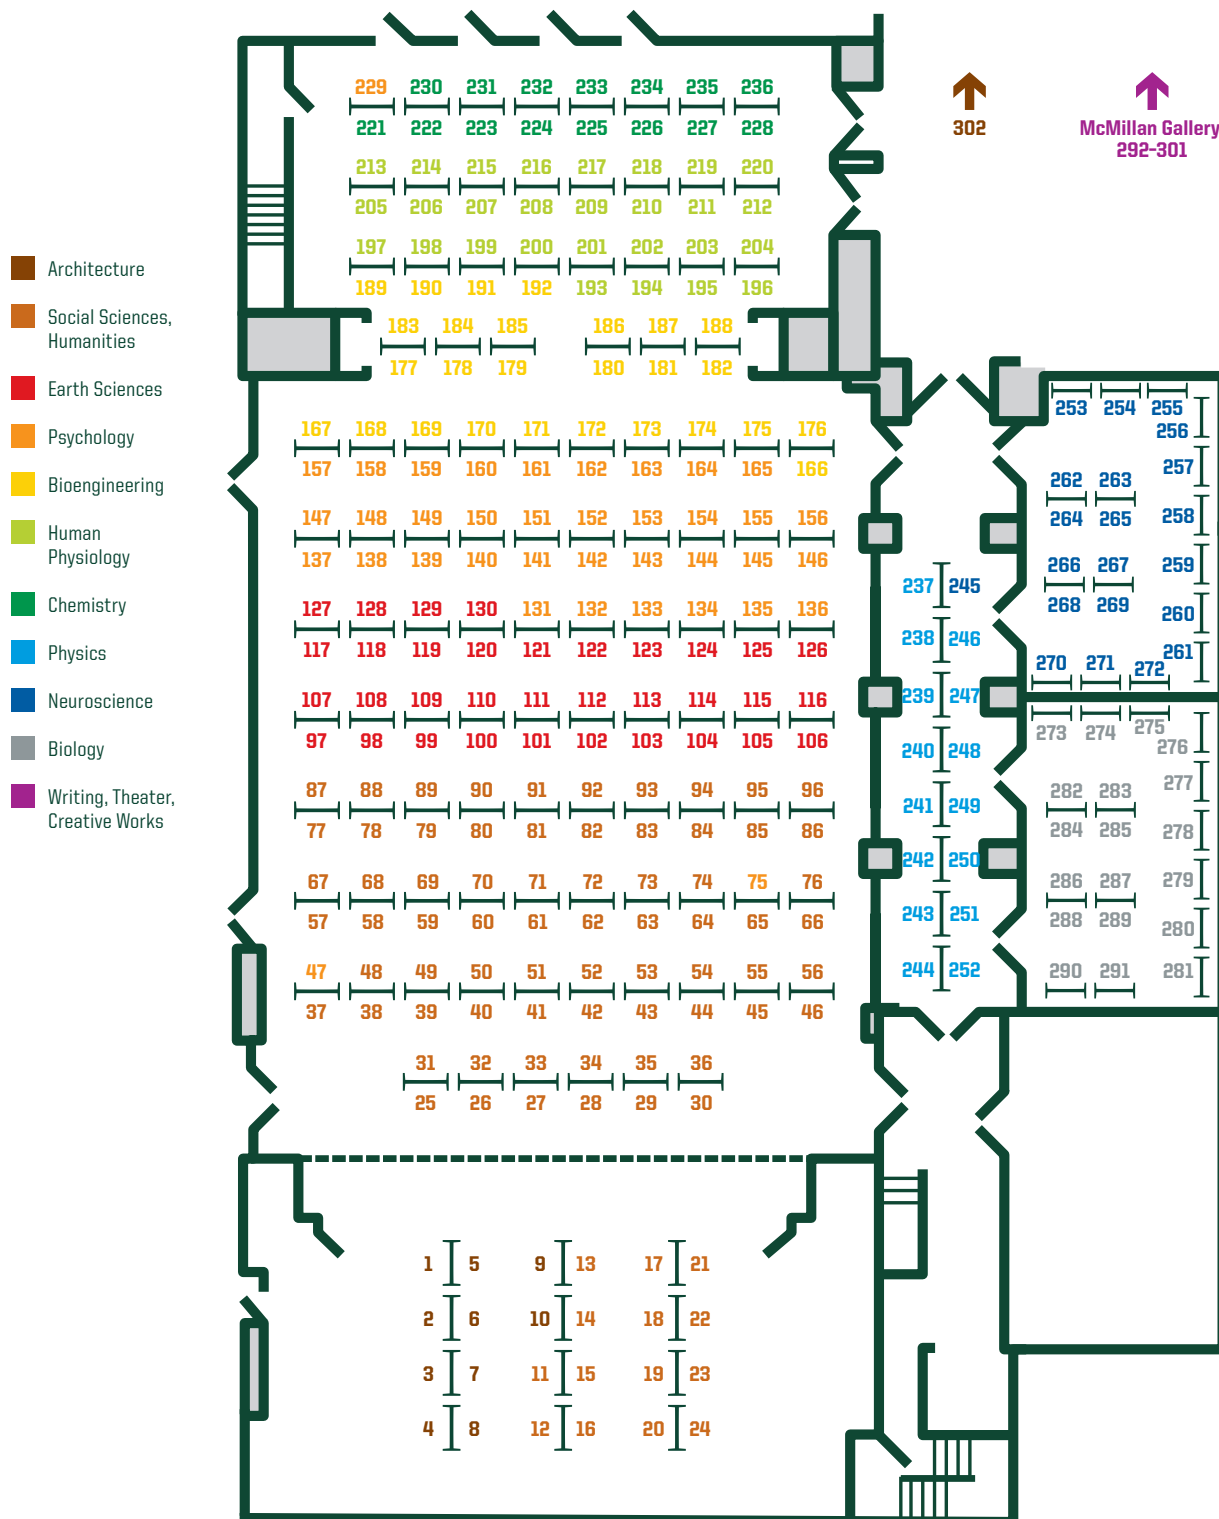 229 230 231 232 233 234 235 236
221 222 223 224 225 226 227 228
302
McMillan Gallery
292-301
213 214 215 216 217 218 219 220
205 206 207 208 209 210 211 212
197 198 199 200 201 202 203 204
189 190 191 192 193 194 195 196
183 184 185 186 187 188
177 178 179 180 181 182
Architecture
Social Sciences,
Humanities
Earth Sciences
Psychology
Bioengineering
Human
Physiology
Chemistry
Physics
Neuroscience
Biology
Writing, Theater,
Creative Works
167 168 169 170 171 172 173 174 175 176
157 158 159 160 161 162 163 164 165 166
147 148 149 150 151 152 153 154 155 156
137 138 139 140 141 142 143 144 145 146
127 128 129 130 131 132 133 134 135 136
117 118 119 120 121 122 123 124 125 126
107 108 109 110 111 112 113 114 115 116
97 98 99 100 101 102 103 104 105 106
87 88 89 90 91 92 93 94 95 96
77 78 79 80 81 82 83 84 85 86
67 68 69 70 71 72 73 74 75 76
57 58 59 60 61 62 63 64 65 66
47 48 49 50 51 52 53 54 55 56
37 38 39 40 41 42 43 44 45 46
31 32 33 34 35 36
25 26 27 28 29 30
237 245
238 246
239 247
240 248
241 249
242 250
243 251
244 252
253 254 255
256
257
262 263
264 265
258
266 267
259
268 269
260
261
270 271 272
273 274 275
276
277
282 283
284 285
278
286 287
279
288 289
280
290 291
281
1 5 9 13 17 21
2 6 10 14 18 22
3 7 11 15 19 23
4 8 12 16 20 24